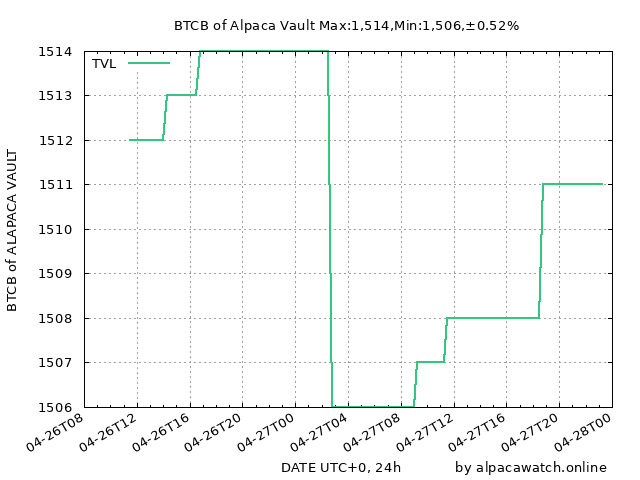 BTCB of Alpaca Vault Max:1,514,Min:1,506,±0.52%
TVL
1514
1513
1512
1511
1510
1509
1508
1507
1506
BTCB of ALAPACA VAULT
04-26T08
04-26T12
04-26T16
04-26T20
04-27T00
04-27T04
04-27T08
04-27T12
04-27T16
04-27T20
04-28T00
DATE UTC+0, 24h
by alpacawatch.online